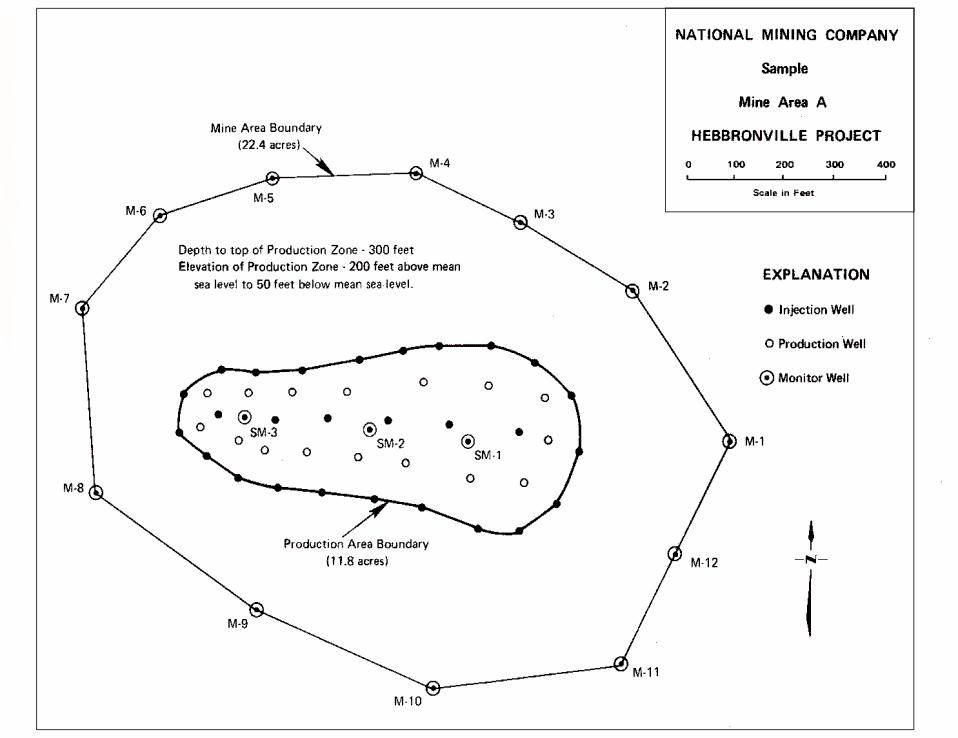 NATIONAL MINING COMPANY
Sample
Mine Area A
HEBBRONVILLE PROJECT
0 100 200 300 400
Scale in Feet
Mine Area Boundary
(22.4 acres)
M-4
M-5
M-6
M-3
Depth to top of Production Zone - 300 feet
Elevation of Production Zone - 200 feet above mean
sea level to 50 feet below mean sea level.
EXPLANATION
Injection Well
Production Well
Monitor Well
M-2
M-7
SM-3
SM-2
SM-1
M-1
M-8
Production Area Boundary
(11.8 acres)
N
M-12
M-9
M-11
M-10